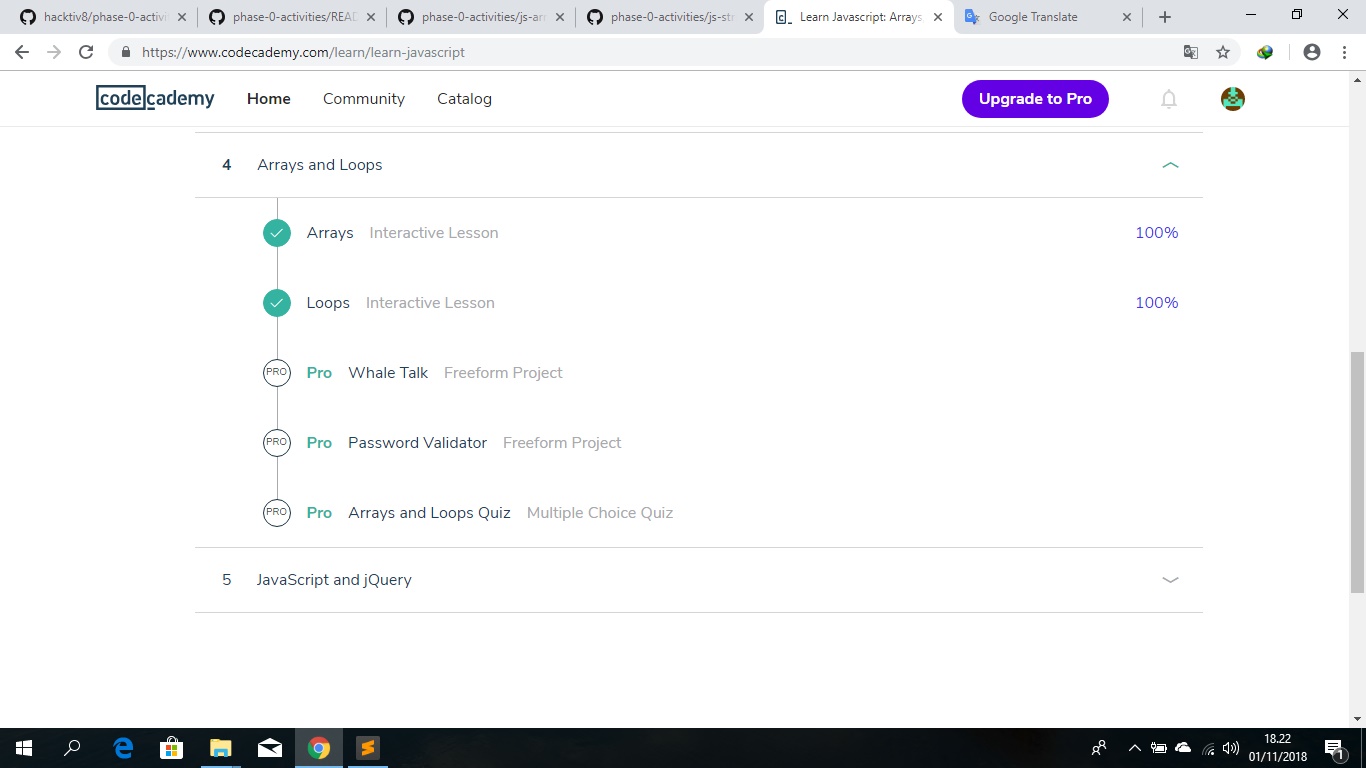 hacktiv8/phase-0-activit
phase-0-activities/READ
phase-0-activities/js-arr
phase-0-activities/js-str
Learn Javascript: Arrays
Google Translate
https://www.codecademy.com/learn/learn-javascript
codecademy
Home
Community
Catalog
Upgrade to Pro
4 Arrays and Loops
Arrays Interactive Lesson 100%
Loops Interactive Lesson 100%
PRO Pro Whale Talk Freeform Project
PRO Pro Password Validator Freeform Project
PRO Pro Arrays and Loops Quiz Multiple Choice Quiz
5 JavaScript and jQuery
18.22
01/11/2018
1